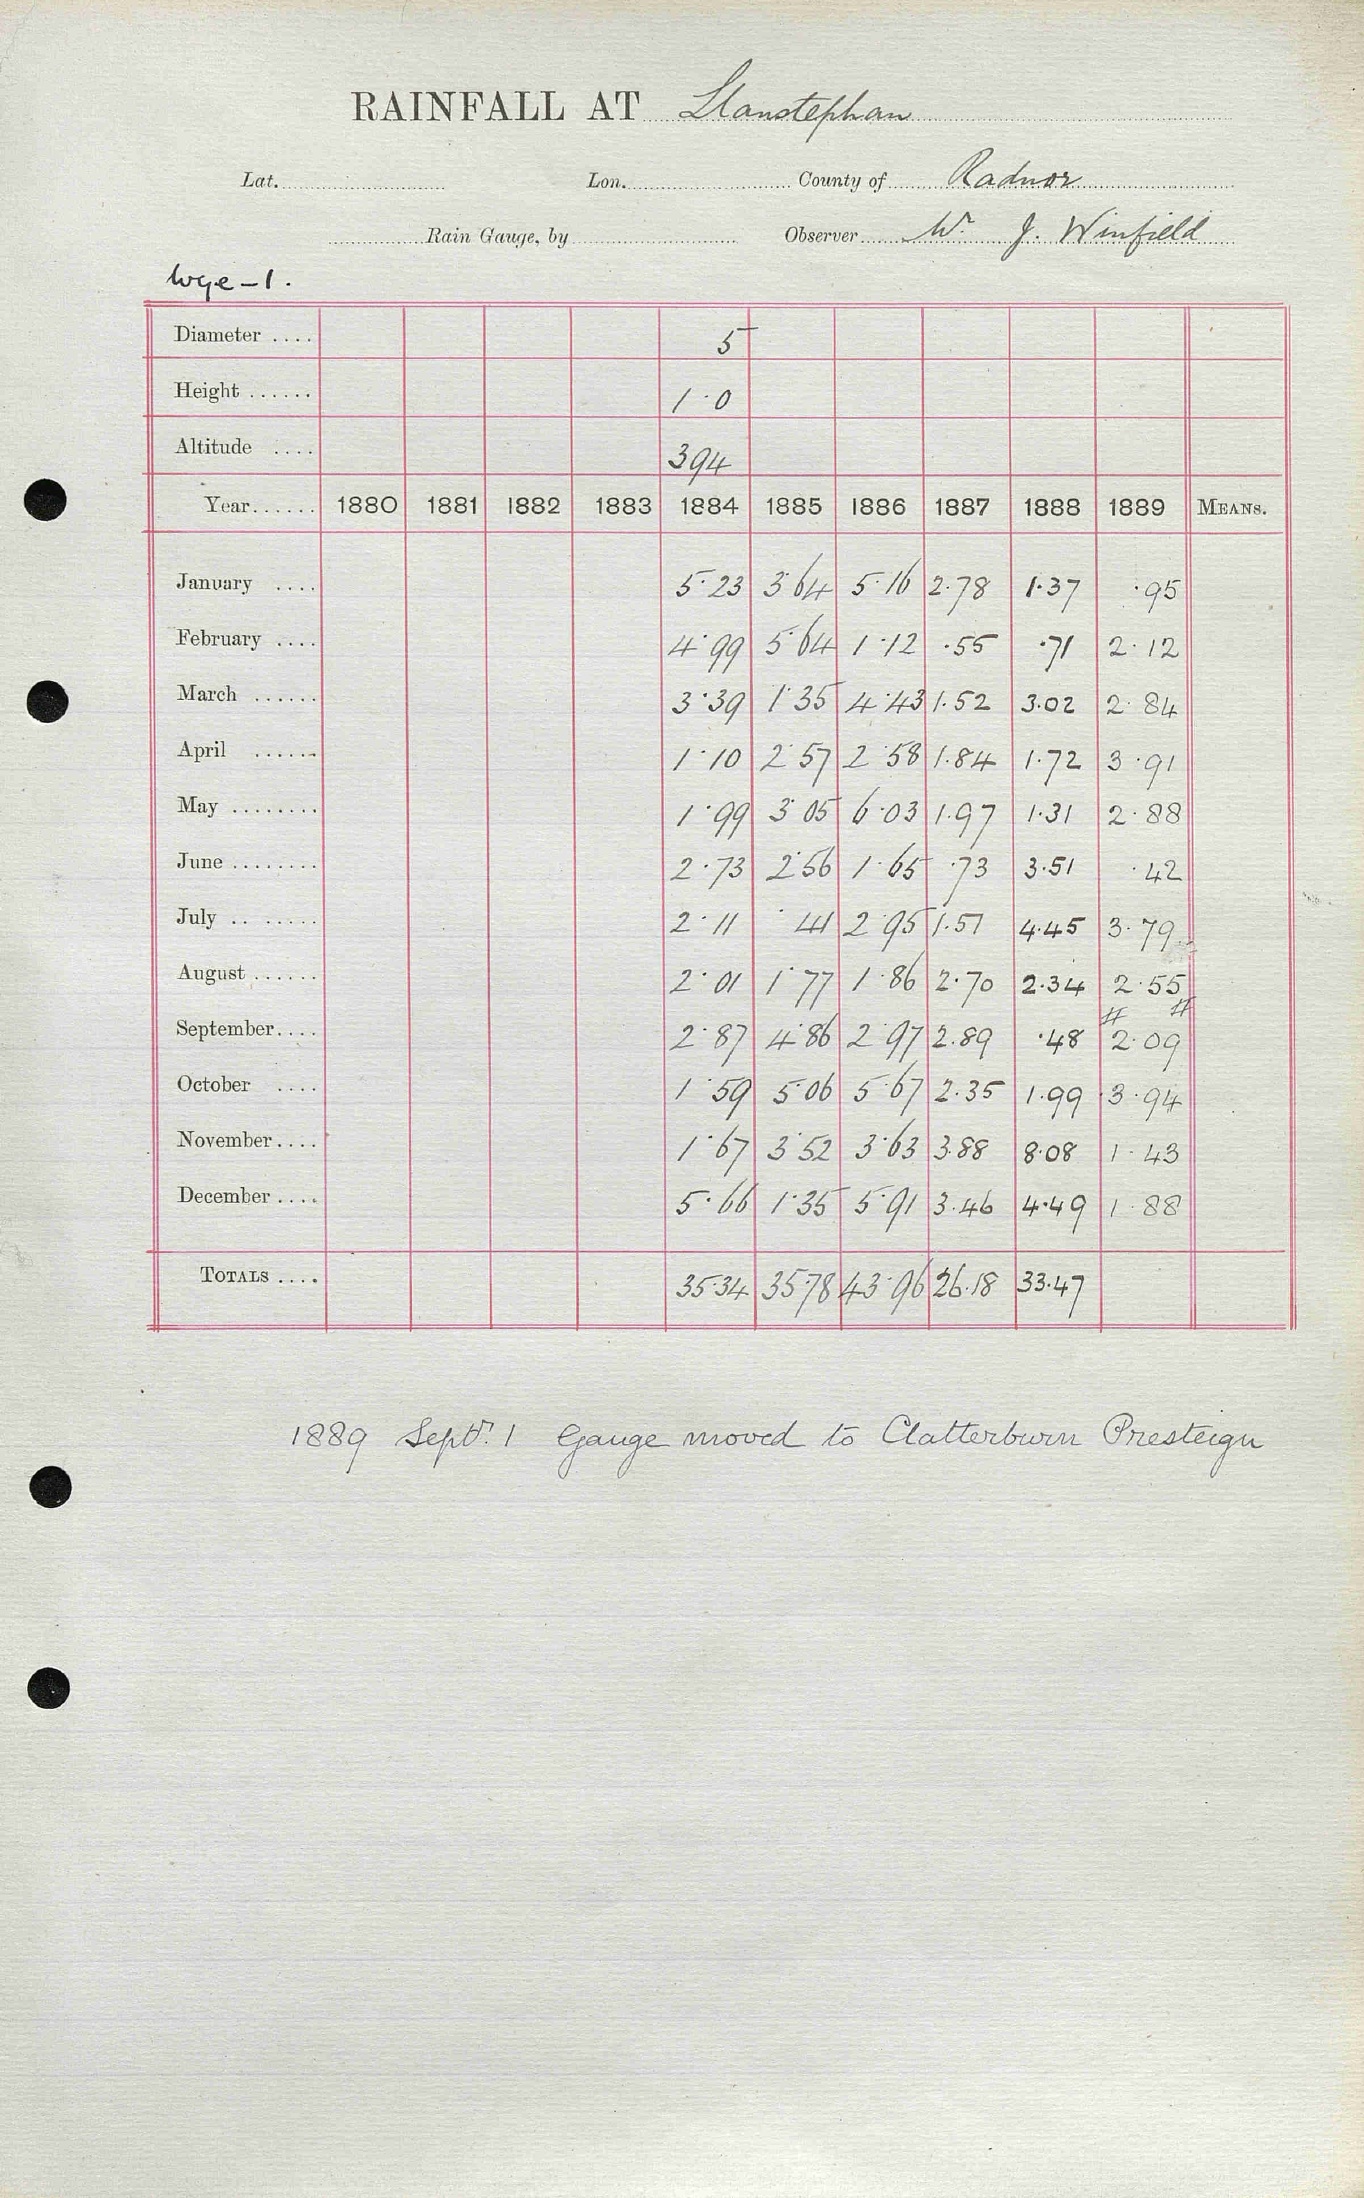 RAINFALL AT Llanstephan
Lat. Lon. County of Radnor
Rain Gauge, by Observer Mr J. Winfield
Wye – 1.
Diameter .... 5
Height ...... 1·0
Altitude .... 394
Year...... 1880 1881 1882 1883 1884 1885 1886 1887 1888 1889 MEANS.
January .... 5·23 3·64 5·16 2·78 1·37 ·95
February .... 4·99 5·64 1·12 ·55 ·71 2·12
March ...... 3·39 1·35 4·43 1·52 3·02 2·84
April ...... 1·10 2·57 2·58 1·84 1·72 3·91
May ........ 1·99 3·05 6·03 1·97 1·31 2·88
June ........ 2·73 2·56 1·65 ·73 3·51 ·42
July .. ..... 2·11 ·41 2·95 1·51 4·45 3·79
August ...... 2·01 1·77 1·86 2·70 2·34 2·55
# #
September.... 2·87 4·86 2·97 2·89 ·48 2·09
October .... 1·59 5·06 5·67 2·35 1·99 3·94
November.... 1·67 3·52 3·63 3·88 8·08 1·43
December .... 5·66 1·35 5·91 3·46 4·49 1·88
TOTALS .... 35·34 35·78 43·96 26·18 33·47
1889 Septr. 1 Gauge moved to Clatterburn Presteign